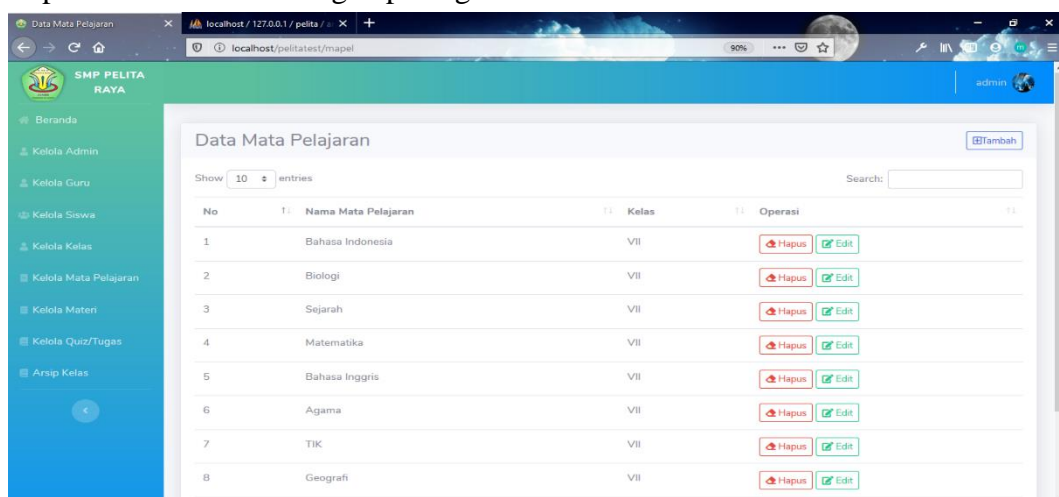 Data Mata Pelajaran
localhost / 127.0.0.1 / pelita /
localhost/pelitatest/mapel
90%
SMP PELITA RAYA
admin
Beranda
Kelola Admin
Kelola Guru
Kelola Siswa
Kelola Kelas
Kelola Mata Pelajaran
Kelola Materi
Kelola Quiz/Tugas
Arsip Kelas
Data Mata Pelajaran
Tambah
Show 10 entries
Search:
No Nama Mata Pelajaran Kelas Operasi
1 Bahasa Indonesia VII Hapus Edit
2 Biologi VII Hapus Edit
3 Sejarah VII Hapus Edit
4 Matematika VII Hapus Edit
5 Bahasa Inggris VII Hapus Edit
6 Agama VII Hapus Edit
7 TIK VII Hapus Edit
8 Geografi VII Hapus Edit